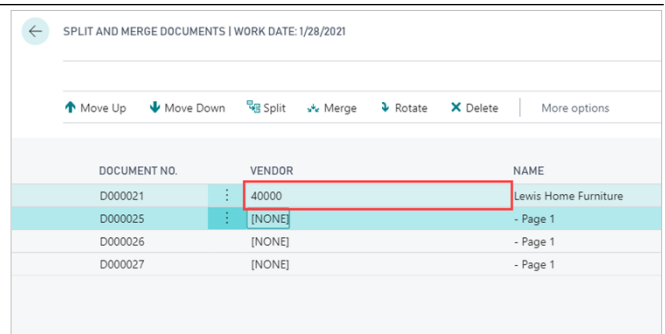 SPLIT AND MERGE DOCUMENTS | WORK DATE: 1/28/2021
Move Up Move Down Split Merge Rotate Delete More options
DOCUMENT NO. VENDOR NAME
D000021 40000 Lewis Home Furniture
D000025 [NONE] - Page 1
D000026 [NONE] - Page 1
D000027 [NONE] - Page 1